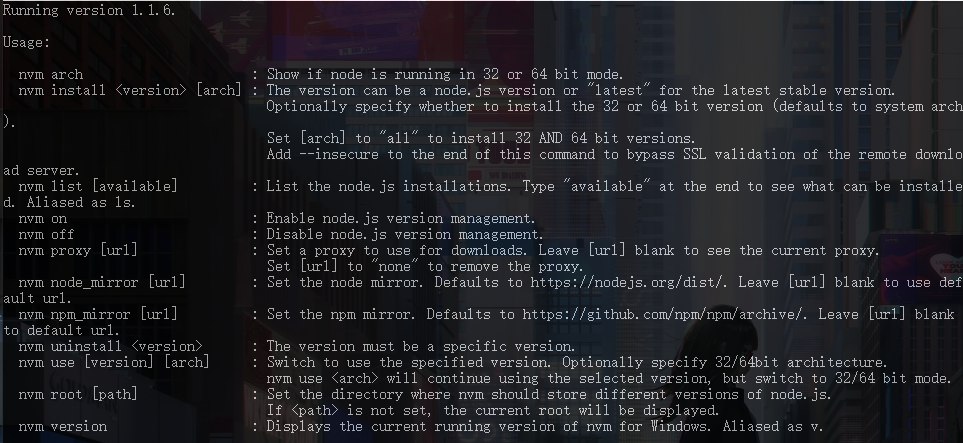 Running version 1.1.6.
Usage:
nvm arch : Show if node is running in 32 or 64 bit mode.
nvm install <version> [arch] : The version can be a node.js version or "latest" for the latest stable version.
Optionally specify whether to install the 32 or 64 bit version (defaults to system arch
).
Set [arch] to "all" to install 32 AND 64 bit versions.
Add --insecure to the end of this command to bypass SSL validation of the remote downlo
ad server.
nvm list [available] : List the node.js installations. Type "available" at the end to see what can be installe
d. Aliased as ls.
nvm on : Enable node.js version management.
nvm off : Disable node.js version management.
nvm proxy [url] : Set a proxy to use for downloads. Leave [url] blank to see the current proxy.
Set [url] to "none" to remove the proxy.
nvm node_mirror [url] : Set the node mirror. Defaults to https://nodejs.org/dist/. Leave [url] blank to use def
ault url.
nvm npm_mirror [url] : Set the npm mirror. Defaults to https://github.com/npm/npm/archive/. Leave [url] blank
to default url.
nvm uninstall <version> : The version must be a specific version.
nvm use [version] [arch] : Switch to use the specified version. Optionally specify 32/64bit architecture.
nvm use <arch> will continue using the selected version, but switch to 32/64 bit mode.
nvm root [path] : Set the directory where nvm should store different versions of node.js.
If <path> is not set, the current root will be displayed.
nvm version : Displays the current running version of nvm for Windows. Aliased as v.